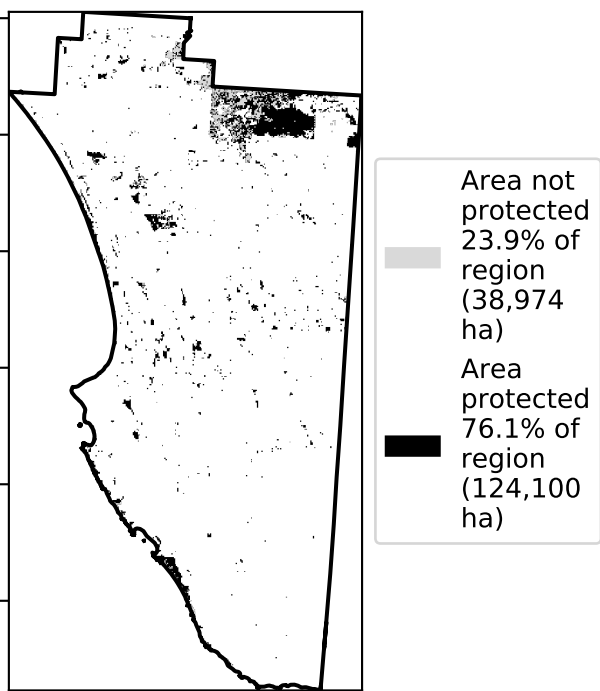 Area not
protected
23.9% of
region
(38,974
ha)
Area
protected
76.1% of
region
(124,100
ha)